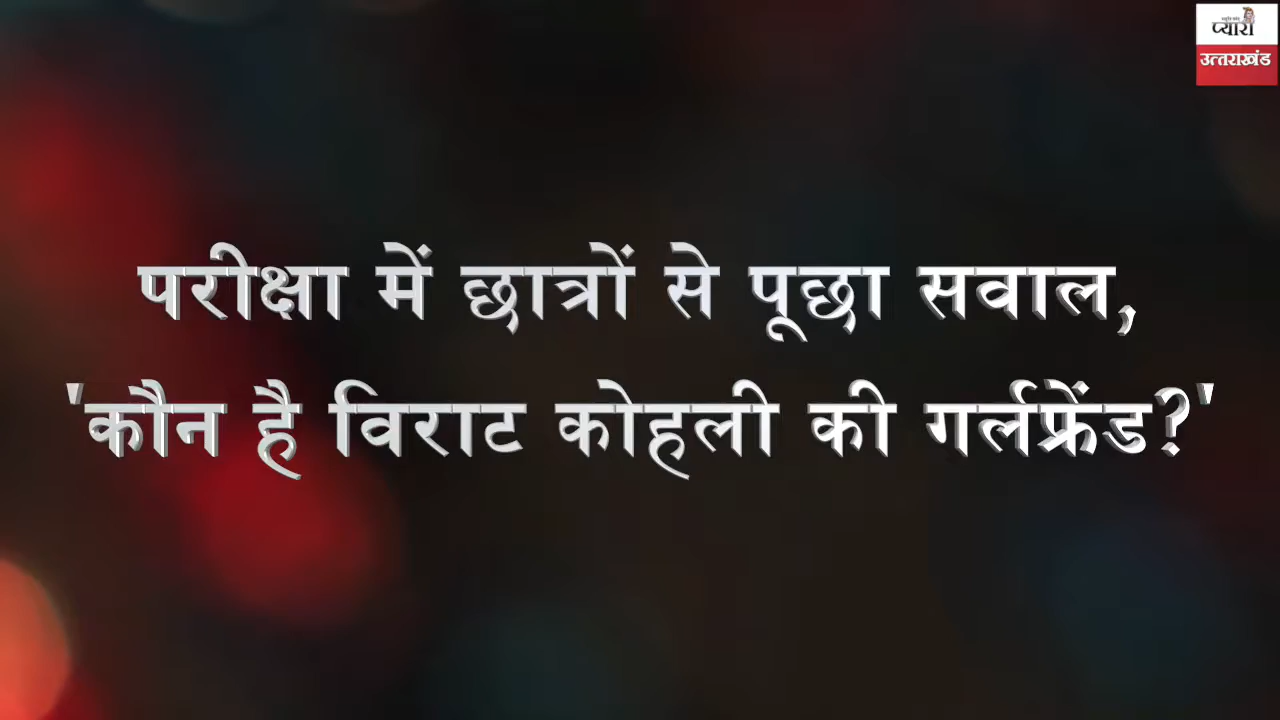 प्यारा
उत्तराखंड
परीक्षा में छात्रों से पूछा सवाल,
'कौन है विराट कोहली की गर्लफ्रेंड?'